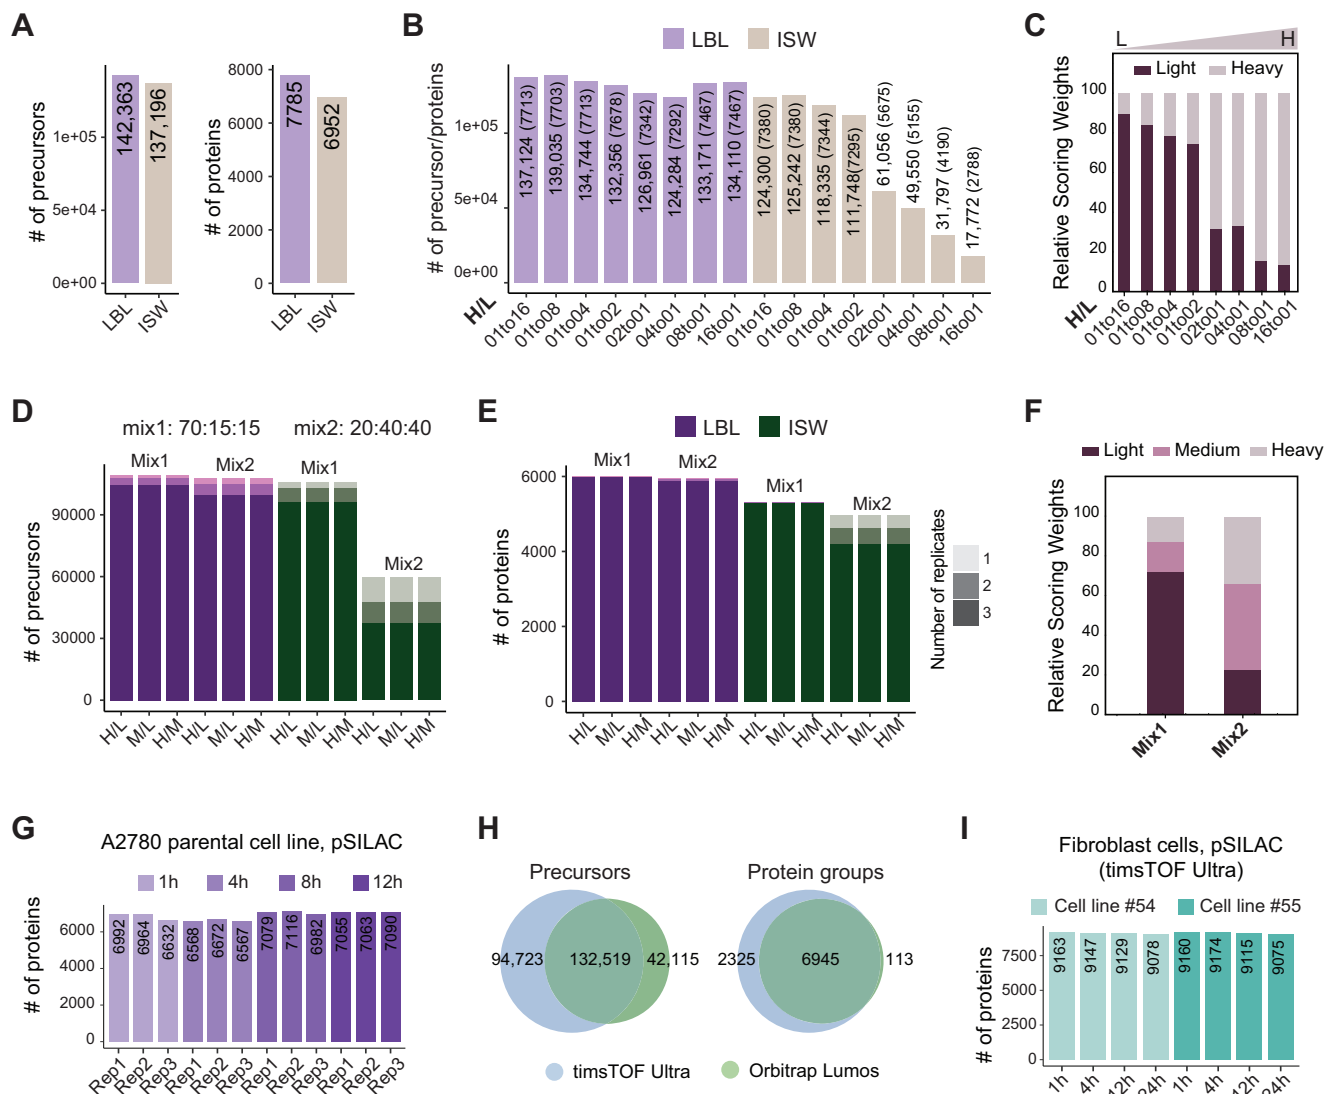 A
# of precursors
1e+05
5e+04
0e+00
142,363
137,196
LBL
ISW
# of proteins
8000
6000
4000
2000
0
7785
6952
LBL
ISW
B
LBL
ISW
# of precursor/proteins
1e+05
5e+04
0e+00
137,124 (7713)
139,035 (7703)
134,744 (7713)
132,356 (7678)
126,961 (7342)
124,284 (7292)
133,171 (7467)
134,110 (7467)
124,300 (7380)
125,242 (7380)
118,335 (7344)
111,748(7295)
61,056 (5675)
49,550 (5155)
31,797 (4190)
17,772 (2788)
H/L
01to16
01to08
01to04
01to02
02to01
04to01
08to01
16to01
01to16
01to08
01to04
01to02
02to01
04to01
08to01
16to01
C
L
H
Light
Heavy
Relative Scoring Weights
100
80
60
40
20
0
H/L
01to16
01to08
01to04
01to02
02to01
04to01
08to01
16to01
D
mix1: 70:15:15
mix2: 20:40:40
Mix1
Mix2
Mix1
Mix2
# of precursors
90000
60000
30000
0
H/L
M/L
H/M
H/L
M/L
H/M
H/L
M/L
H/M
H/L
M/L
H/M
E
LBL
ISW
Mix1
Mix2
Mix1
Mix2
# of proteins
6000
4000
2000
0
H/L
M/L
H/M
H/L
M/L
H/M
H/L
M/L
H/M
H/L
M/L
H/M
Number of replicates
1
2
3
F
Light
Medium
Heavy
Relative Scoring Weights
100
80
60
40
20
0
Mix1
Mix2
G
A2780 parental cell line, pSILAC
1h
4h
8h
12h
# of proteins
6000
4000
2000
0
6992
6964
6632
6568
6672
6567
7079
7116
6982
7055
7063
7090
Rep1
Rep2
Rep3
Rep1
Rep2
Rep3
Rep1
Rep2
Rep3
Rep1
Rep2
Rep3
H
Precursors
94,723
132,519
42,115
Protein groups
2325
6945
113
timsTOF Ultra
Orbitrap Lumos
I
Fibroblast cells, pSILAC
(timsTOF Ultra)
Cell line #54
Cell line #55
# of proteins
7500
5000
2500
0
9163
9147
9129
9078
9160
9174
9115
9075
1h
4h
12h
24h
1h
4h
12h
24h